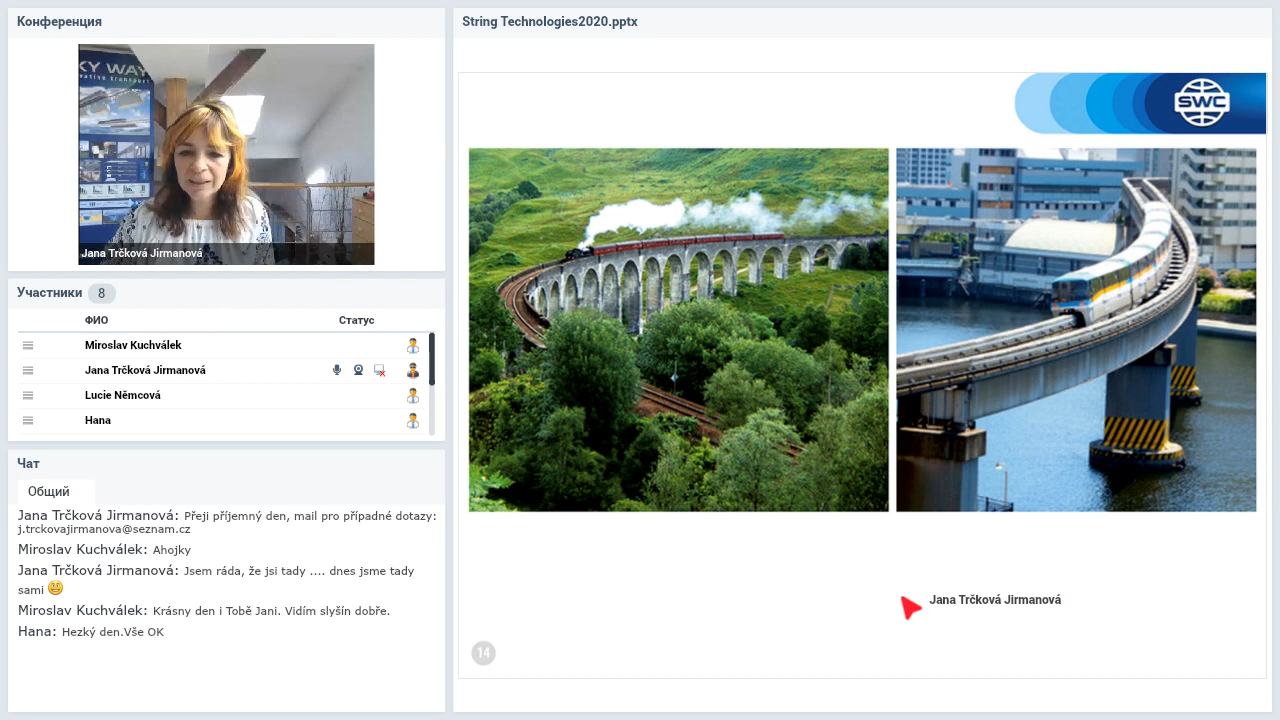 Конференция
KY WAY
Jana Trčková Jirmanová
Участники 8
ФИО Статус
Miroslav Kuchválek
Jana Trčková Jirmanová
Lucie Němcová
Hana
Чат
Общий
Jana Trčková Jirmanová: Přeji příjemný den, mail pro případné dotazy:
j.trckovajirmanova@seznam.cz
Miroslav Kuchválek: Ahojky
Jana Trčková Jirmanová: Jsem ráda, že jsi tady .... dnes jsme tady
sami
Miroslav Kuchválek: Krásny den i Tobě Jani. Vidím slyšín dobře.
Hana: Hezký den.Vše OK
String Technologies2020.pptx
SWC
Jana Trčková Jirmanová
14